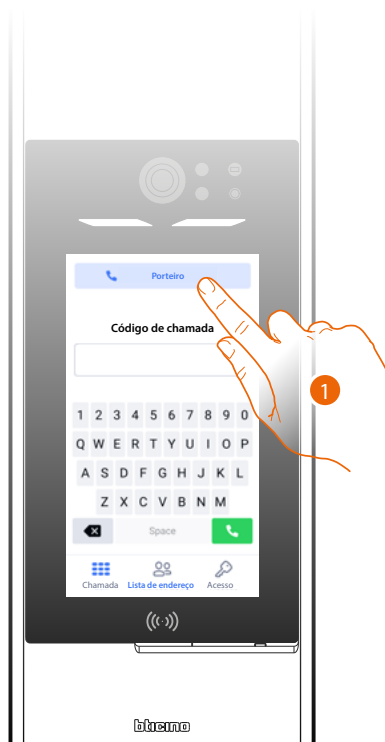 Porteiro
Código de chamada
1
1 2 3 4 5 6 7 8 9 0
Q W E R T Y U I O P
A S D F G H J K L
Z X C V B N M
Space
Chamada Lista de endereço Acesso
bticino